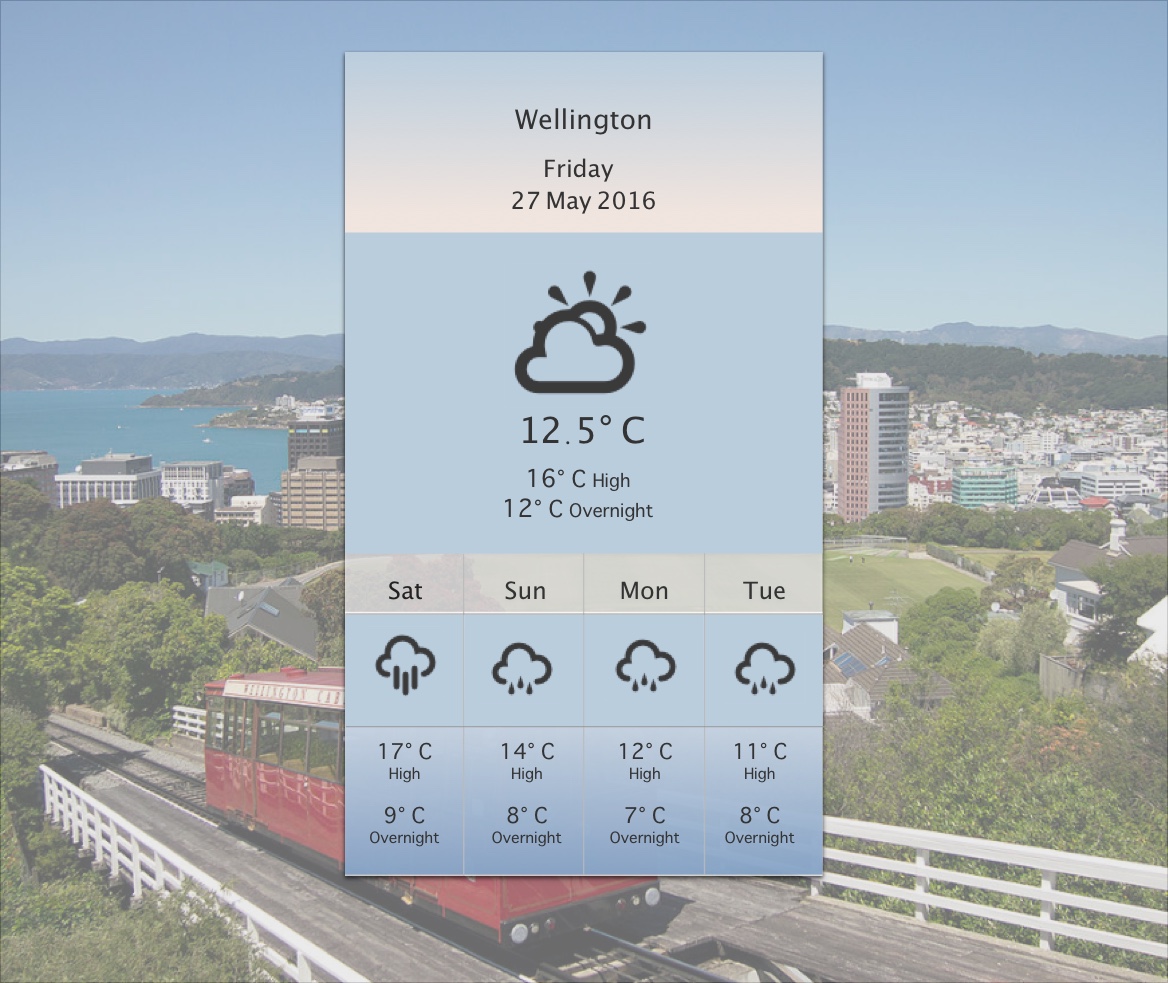 Wellington
Friday
27 May 2016
12.5° C
16° C High
12° C Overnight
Sat Sun Mon Tue
17° C 14° C 12° C 11° C
High High High High
9° C 8° C 7° C 8° C
Overnight Overnight Overnight Overnight
WELLINGTON CAB